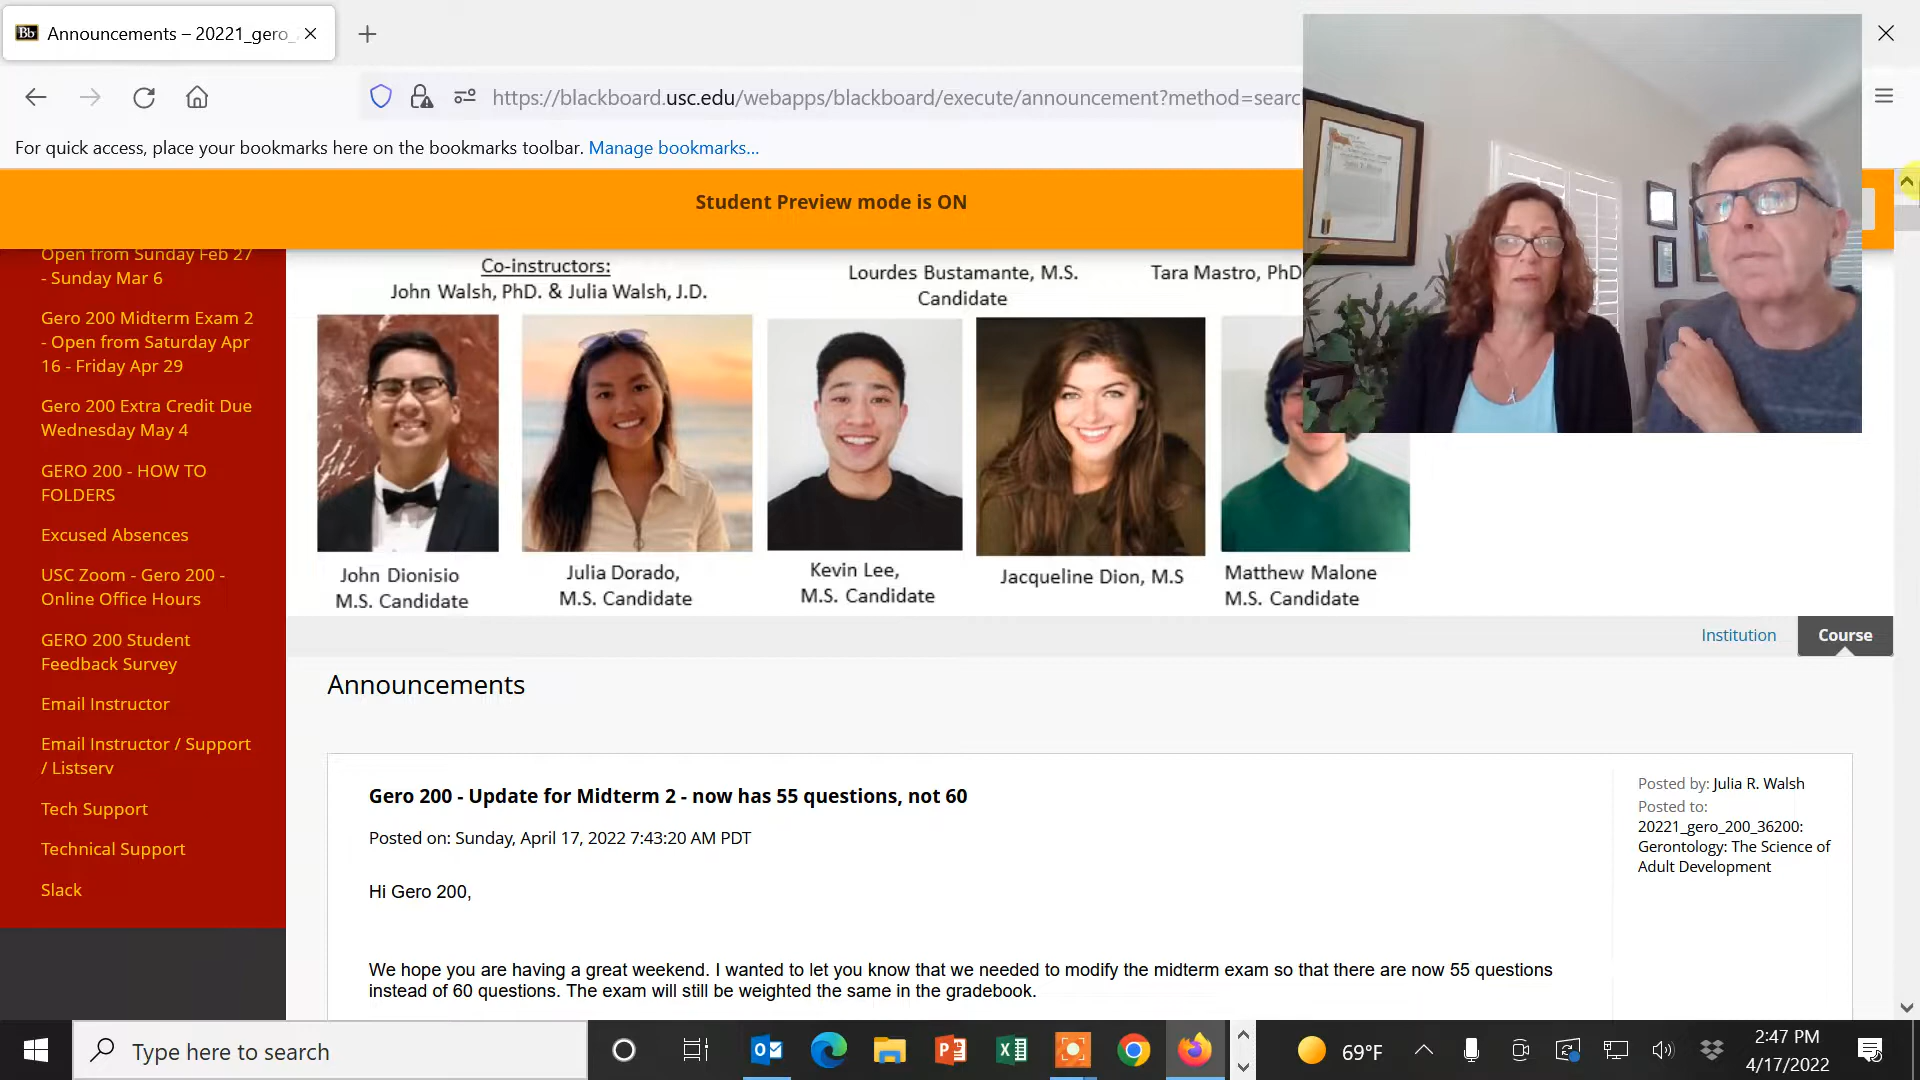 Announcements – 20221_gero_
https://blackboard.usc.edu/webapps/blackboard/execute/announcement?method=searc
For quick access, place your bookmarks here on the bookmarks toolbar. Manage bookmarks...
Student Preview mode is ON
Open from Sunday Feb 27
- Sunday Mar 6
Gero 200 Midterm Exam 2
- Open from Saturday Apr
16 - Friday Apr 29
Gero 200 Extra Credit Due
Wednesday May 4
GERO 200 - HOW TO
FOLDERS
Excused Absences
USC Zoom - Gero 200 -
Online Office Hours
GERO 200 Student
Feedback Survey
Email Instructor
Email Instructor / Support
/ Listserv
Tech Support
Technical Support
Slack
Co-instructors:
John Walsh, PhD. & Julia Walsh, J.D.
Lourdes Bustamante, M.S.
Candidate
Tara Mastro, PhD
John Dionisio
M.S. Candidate
Julia Dorado,
M.S. Candidate
Kevin Lee,
M.S. Candidate
Jacqueline Dion, M.S
Matthew Malone
M.S. Candidate
Institution
Course
Announcements
Gero 200 - Update for Midterm 2 - now has 55 questions, not 60
Posted on: Sunday, April 17, 2022 7:43:20 AM PDT
Hi Gero 200,
We hope you are having a great weekend. I wanted to let you know that we needed to modify the midterm exam so that there are now 55 questions
instead of 60 questions. The exam will still be weighted the same in the gradebook.
Posted by: Julia R. Walsh
Posted to:
20221_gero_200_36200:
Gerontology: The Science of
Adult Development
Type here to search
69°F
2:47 PM
4/17/2022